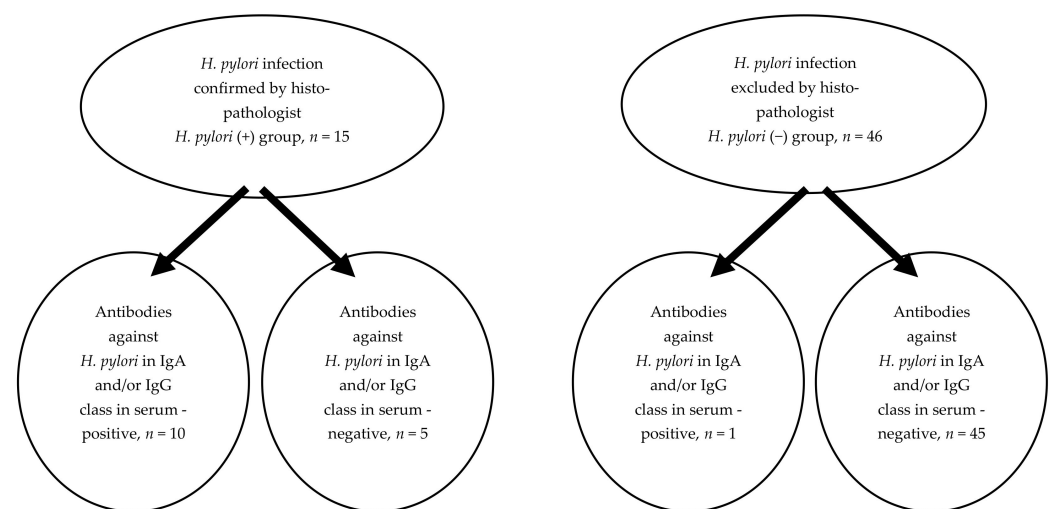 H. pylori infection
confirmed by histo-
pathologist
H. pylori (+) group, n = 15
H. pylori infection
excluded by histo-
pathologist
H. pylori (−) group, n = 46
Antibodies
against
H. pylori in IgA
and/or IgG
class in serum -
positive, n = 10
Antibodies
against
H. pylori in IgA
and/or IgG
class in serum -
negative, n = 5
Antibodies
against
H. pylori in IgA
and/or IgG
class in serum -
positive, n = 1
Antibodies
against
H. pylori in IgA
and/or IgG
class in serum -
negative, n = 45